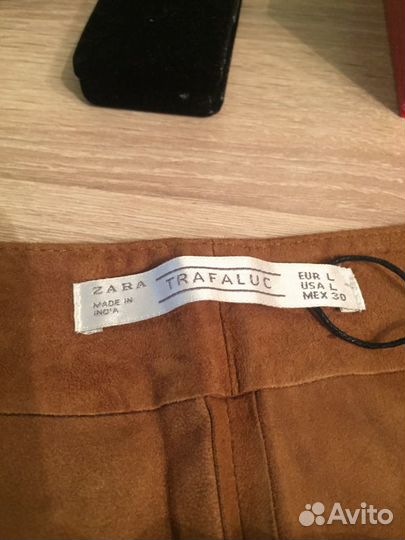 ZARA
MADE IN
INDIA
TRAFALUC
EUR L
USA L
MEX 30
Avito